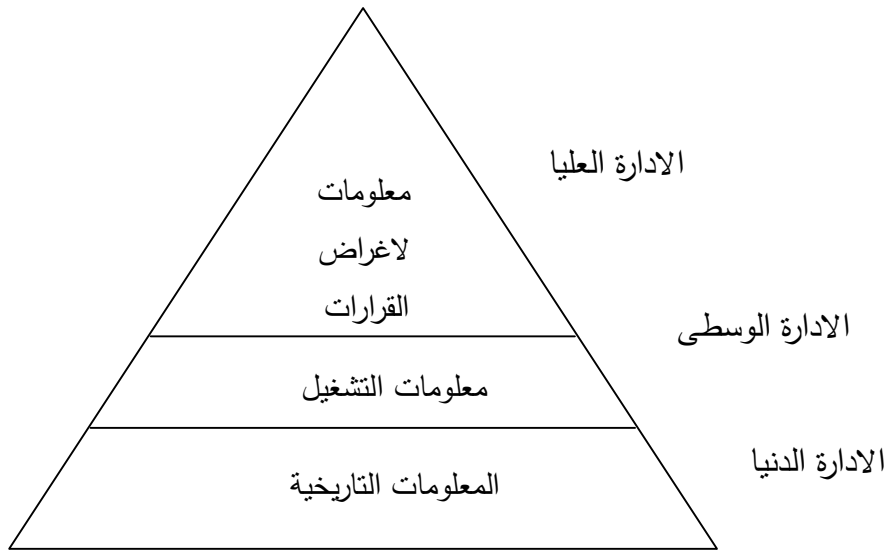 الادارة العليا
معلومات
لاغراض
القرارات
الادارة الوسطى
معلومات التشغيل
الادارة الدنيا
المعلومات التاريخية